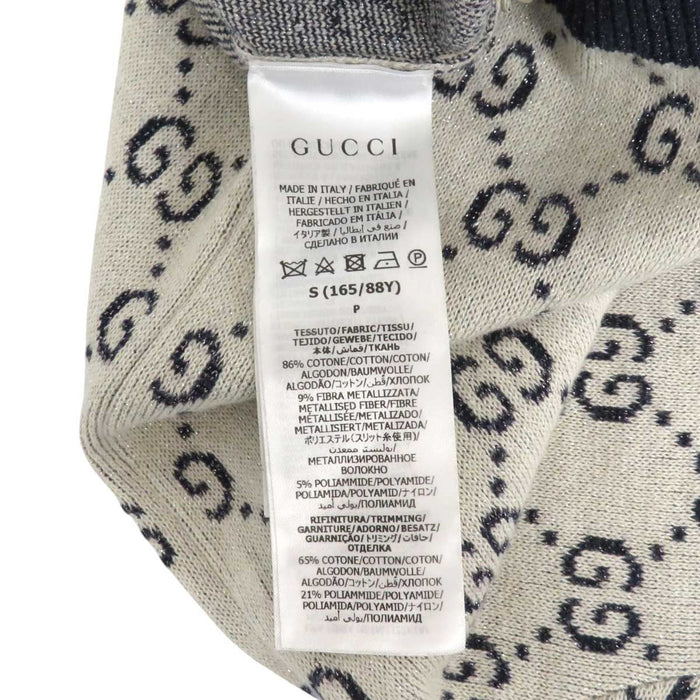 GUCCI
MADE IN ITALY / FABRIQUÉ EN
ITALIE / HECHO EN ITALIA /
HERGESTELLT IN ITALIEN /
FABRICADO EM ITÁLIA /
イタリア製 / صنع في إيطاليا /
СДЕЛАНО В ИТАЛИИ
P
S (165/88Y)
P
TESSUTO/FABRIC/TISSU/
TEJIDO/GEWEBE/TECIDO/
本体/قماش/ТКАНЬ
86% COTONE/COTTON/COTON/
ALGODON/BAUMWOLLE/
ALGODÃO/コットン/قطن/ХЛОПОК
9% FIBRA METALLIZZATA/
METALLISED FIBER/FIBRE
MÉTALLISÉE/METALIZADO/
METALLISIERT/METALIZADO/
ポリエステル(スリット糸使用)/
بوليستر ممعدن/
МЕТАЛЛИЗИРОВАННОЕ
ВОЛОКНО
5% POLIAMMIDE/POLYAMIDE/
POLIAMIDA/POLYAMID/ナイロン/
بولي أميد/ПОЛИАМИД
RIFINITURA/TRIMMING/
GARNITURE/ADORNO/BESATZ/
GUARNIÇÃO/トリミング/حافات/
ОТДЕЛКА
65% COTONE/COTTON/COTON/
ALGODON/BAUMWOLLE/
ALGODÃO/コットン/قطن/ХЛОПОК
21% POLIAMMIDE/POLYAMIDE/
POLIAMIDA/POLYAMID/ナイロン/
بولي أميد/ПОЛИАМИД